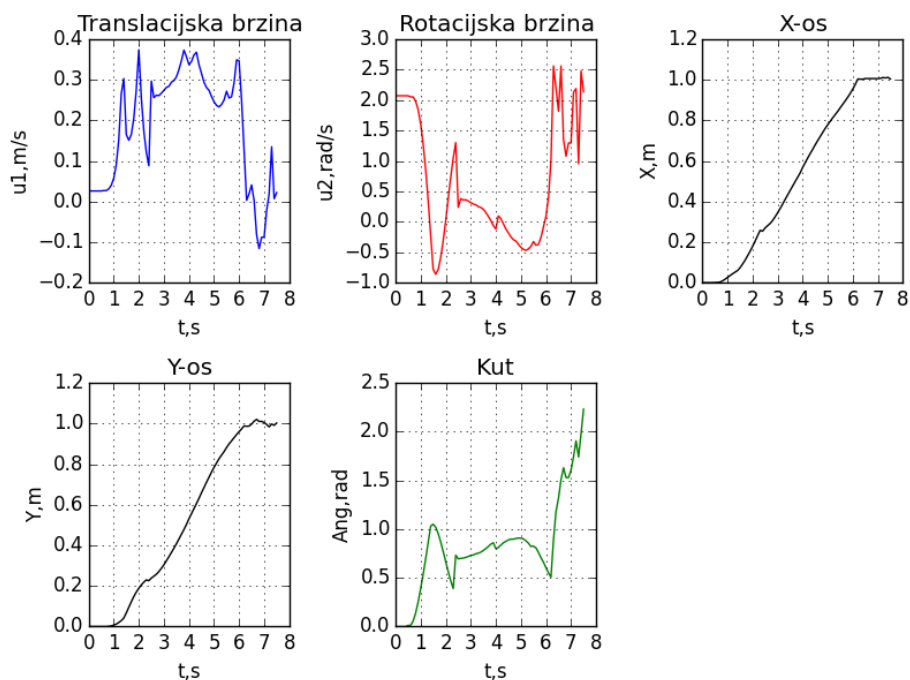 Translacijska brzina
u1,m/s
0.4
0.3
0.2
0.1
0.0
−0.1
−0.2
0 1 2 3 4 5 6 7 8
t,s
Rotacijska brzina
u2,rad/s
3.0
2.5
2.0
1.5
1.0
0.5
0.0
−0.5
−1.0
0 1 2 3 4 5 6 7 8
t,s
X-os
X,m
1.2
1.0
0.8
0.6
0.4
0.2
0.0
0 1 2 3 4 5 6 7 8
t,s
Y-os
Y,m
1.2
1.0
0.8
0.6
0.4
0.2
0.0
0 1 2 3 4 5 6 7 8
t,s
Kut
Ang,rad
2.5
2.0
1.5
1.0
0.5
0.0
0 1 2 3 4 5 6 7 8
t,s